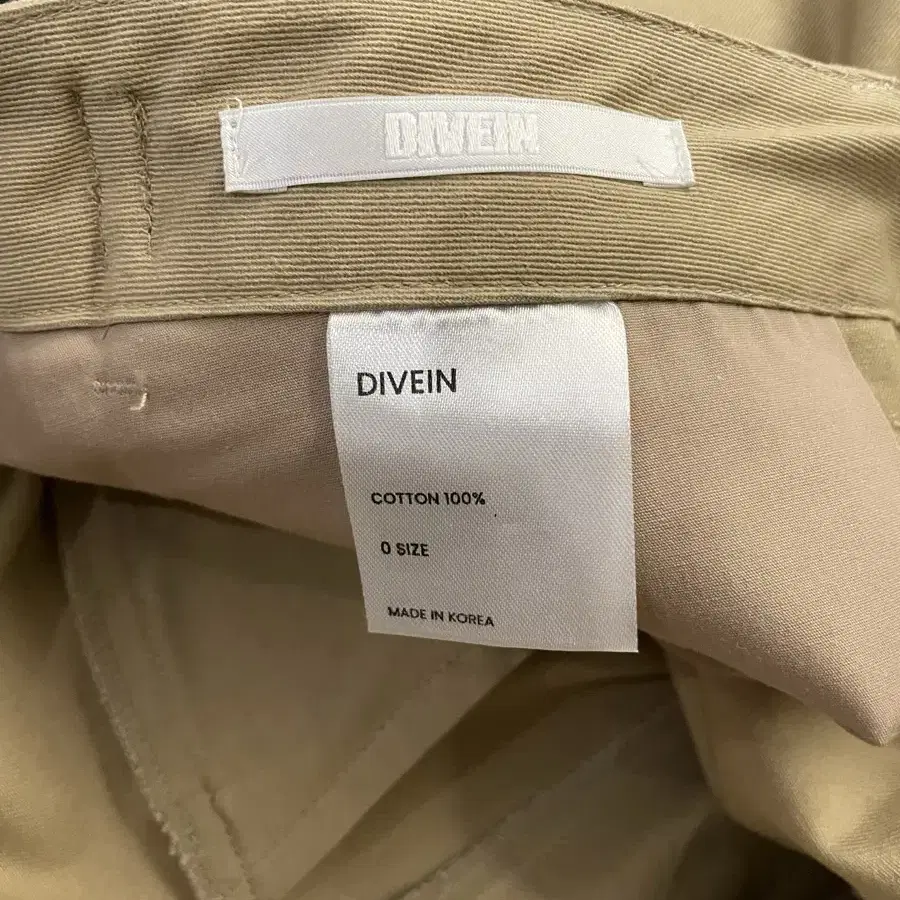 DIVEIN
DIVEIN
COTTON 100%
0 SIZE
MADE IN KOREA